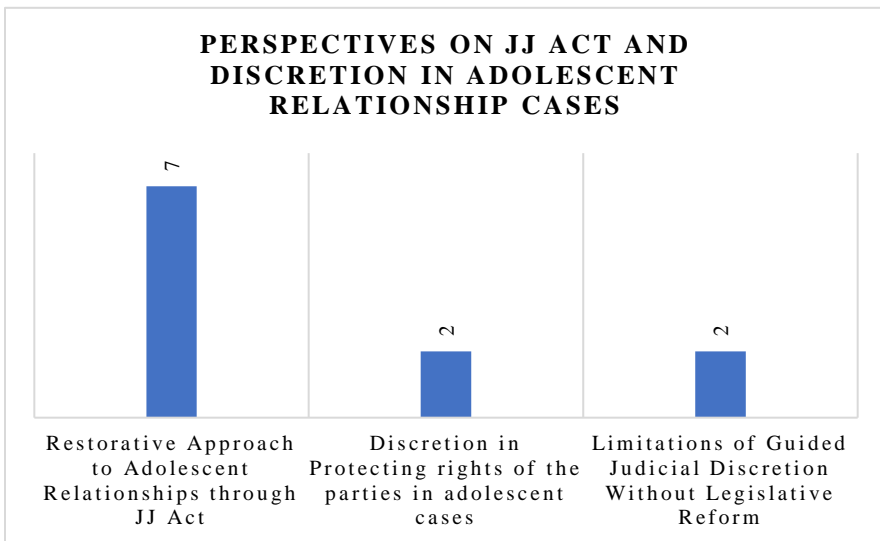 PERSPECTIVES ON JJ ACT AND
DISCRETION IN ADOLESCENT
RELATIONSHIP CASES
7
2
2
Restorative Approach
to Adolescent
Relationships through
JJ Act
Discretion in
Protecting rights of the
parties in adolescent
cases
Limitations of Guided
Judicial Discretion
Without Legislative
Reform